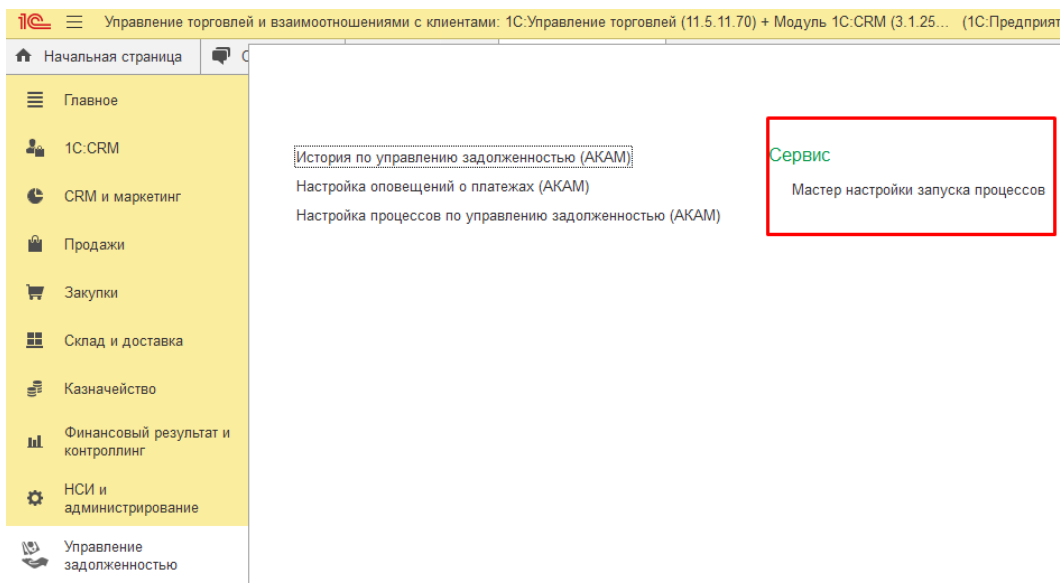 1С Управление торговлей и взаимоотношениями с клиентами: 1С:Управление торговлей (11.5.11.70) + Модуль 1С:CRM (3.1.25... (1С:Предприят
Начальная страница
Главное
1С:CRM
CRM и маркетинг
Продажи
Закупки
Склад и доставка
Казначейство
Финансовый результат и
контроллинг
НСИ и
администрирование
Управление
задолженностью
История по управлению задолженностью (АКАМ)
Настройка оповещений о платежах (АКАМ)
Настройка процессов по управлению задолженностью (АКАМ)
Сервис
Мастер настройки запуска процессов